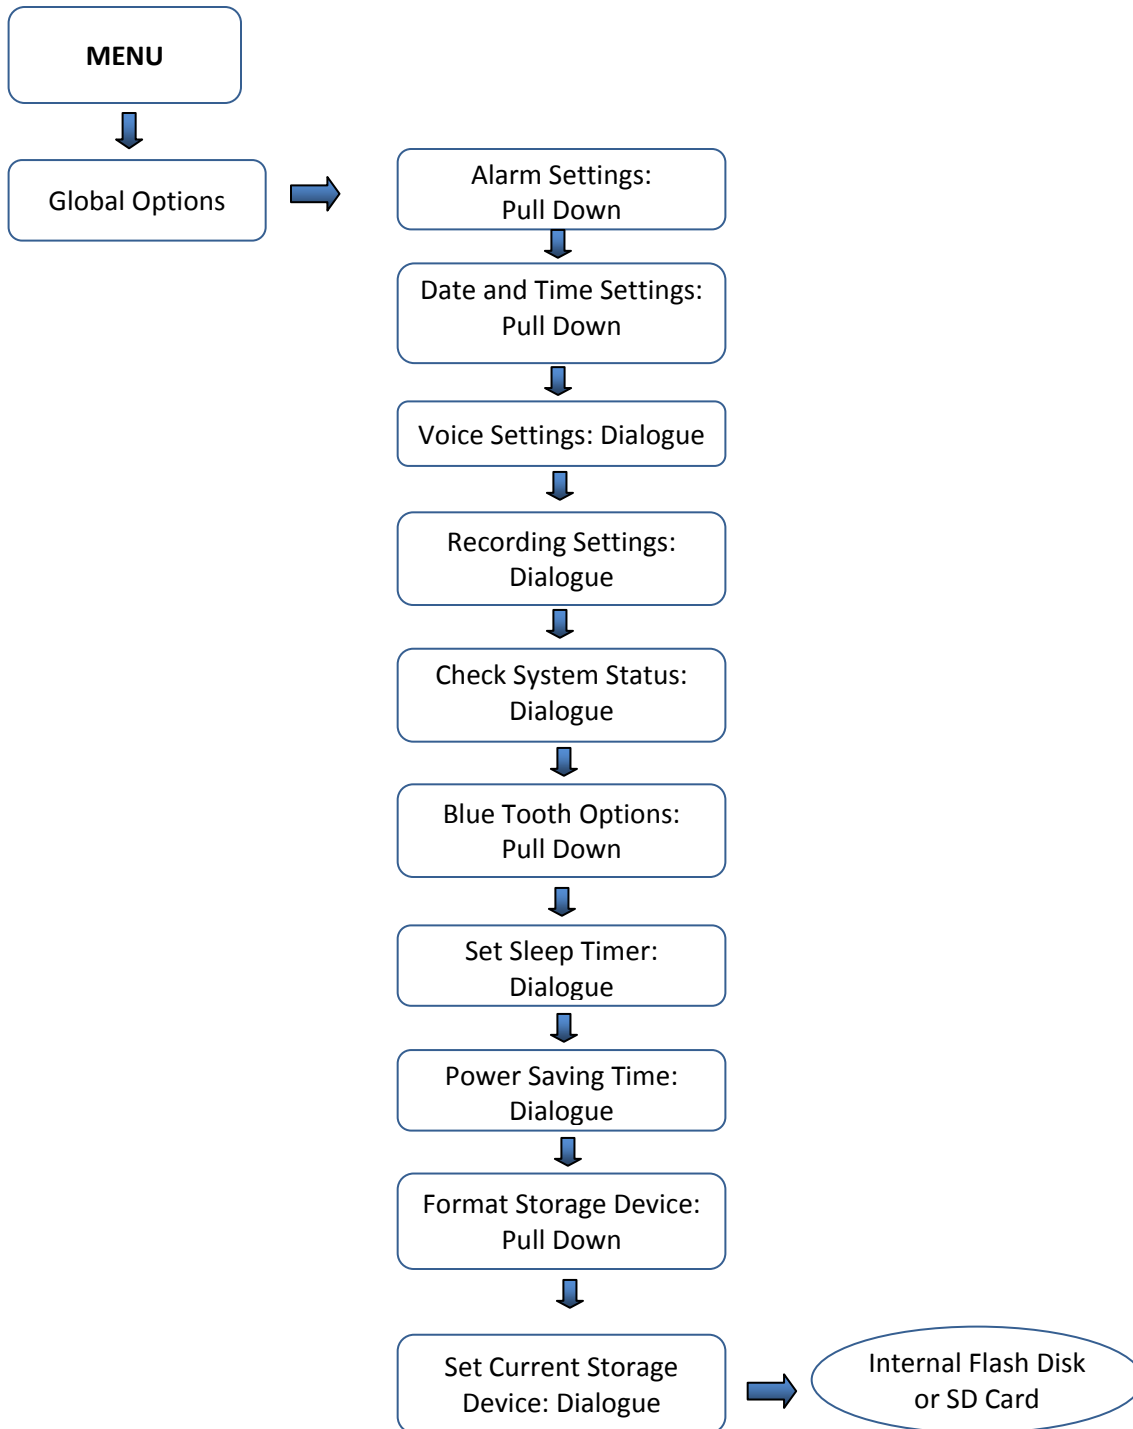 MENU
Global Options
Alarm Settings:
Pull Down
Date and Time Settings:
Pull Down
Voice Settings: Dialogue
Recording Settings:
Dialogue
Check System Status:
Dialogue
Blue Tooth Options:
Pull Down
Set Sleep Timer:
Dialogue
Power Saving Time:
Dialogue
Format Storage Device:
Pull Down
Set Current Storage
Device: Dialogue
Internal Flash Disk
or SD Card